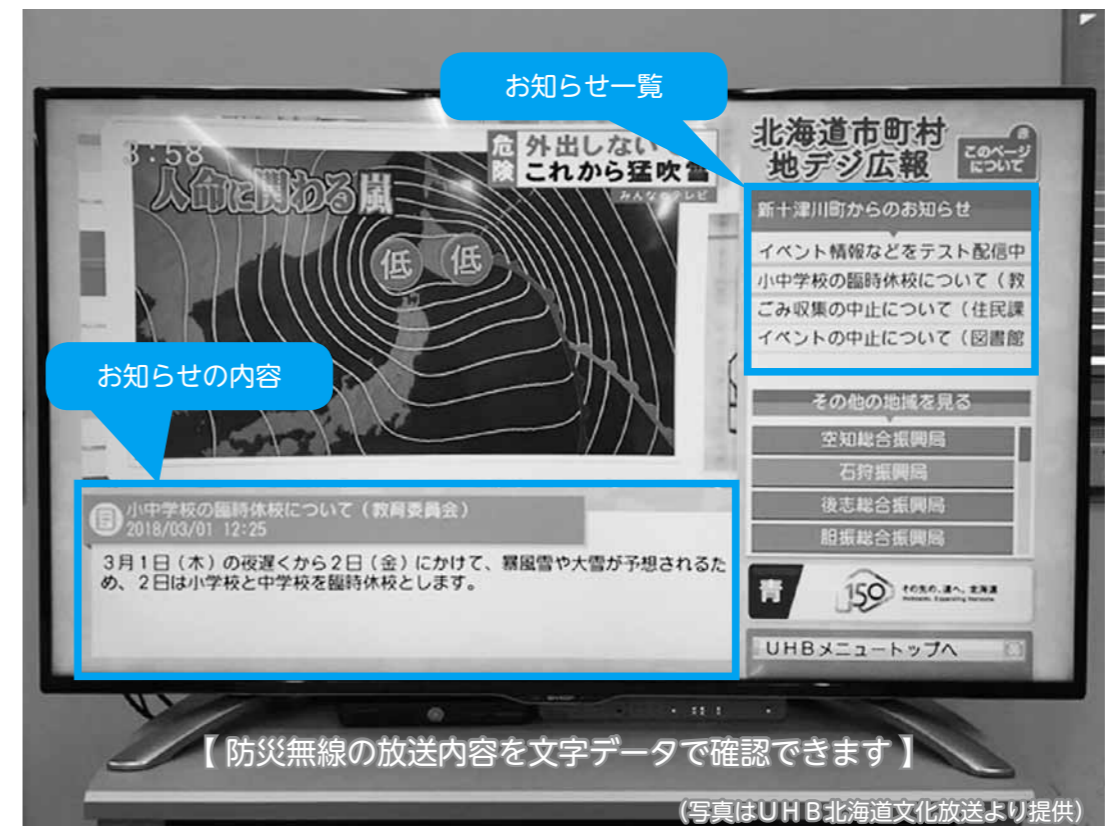 お知らせ一覧
3:58
人命に関わる嵐
危険
外出しない
これから猛吹雪
みんなのテレビ
低
低
北海道市町村
地デジ広報
このページ
について
新十津川町からのお知らせ
イベント情報などをテスト配信中
小中学校の臨時休校について(教
ごみ収集の中止について(住民課
イベントの中止について(図書館
お知らせの内容
その他の地域を見る
空知総合振興局
石狩振興局
後志総合振興局
胆振総合振興局
小中学校の臨時休校について(教育委員会)
2018/03/01 12:25
3月1日(木)の夜遅くから2日(金)にかけて、暴風雪や大雪が予想されるた
め、2日は小学校と中学校を臨時休校とします。
青
150
その先の、道へ。北海道
Hokkaido. Expanding Horizons.
UHBメニュートップへ
【 防災無線の放送内容を文字データで確認できます 】
(写真はUHB北海道文化放送より提供)